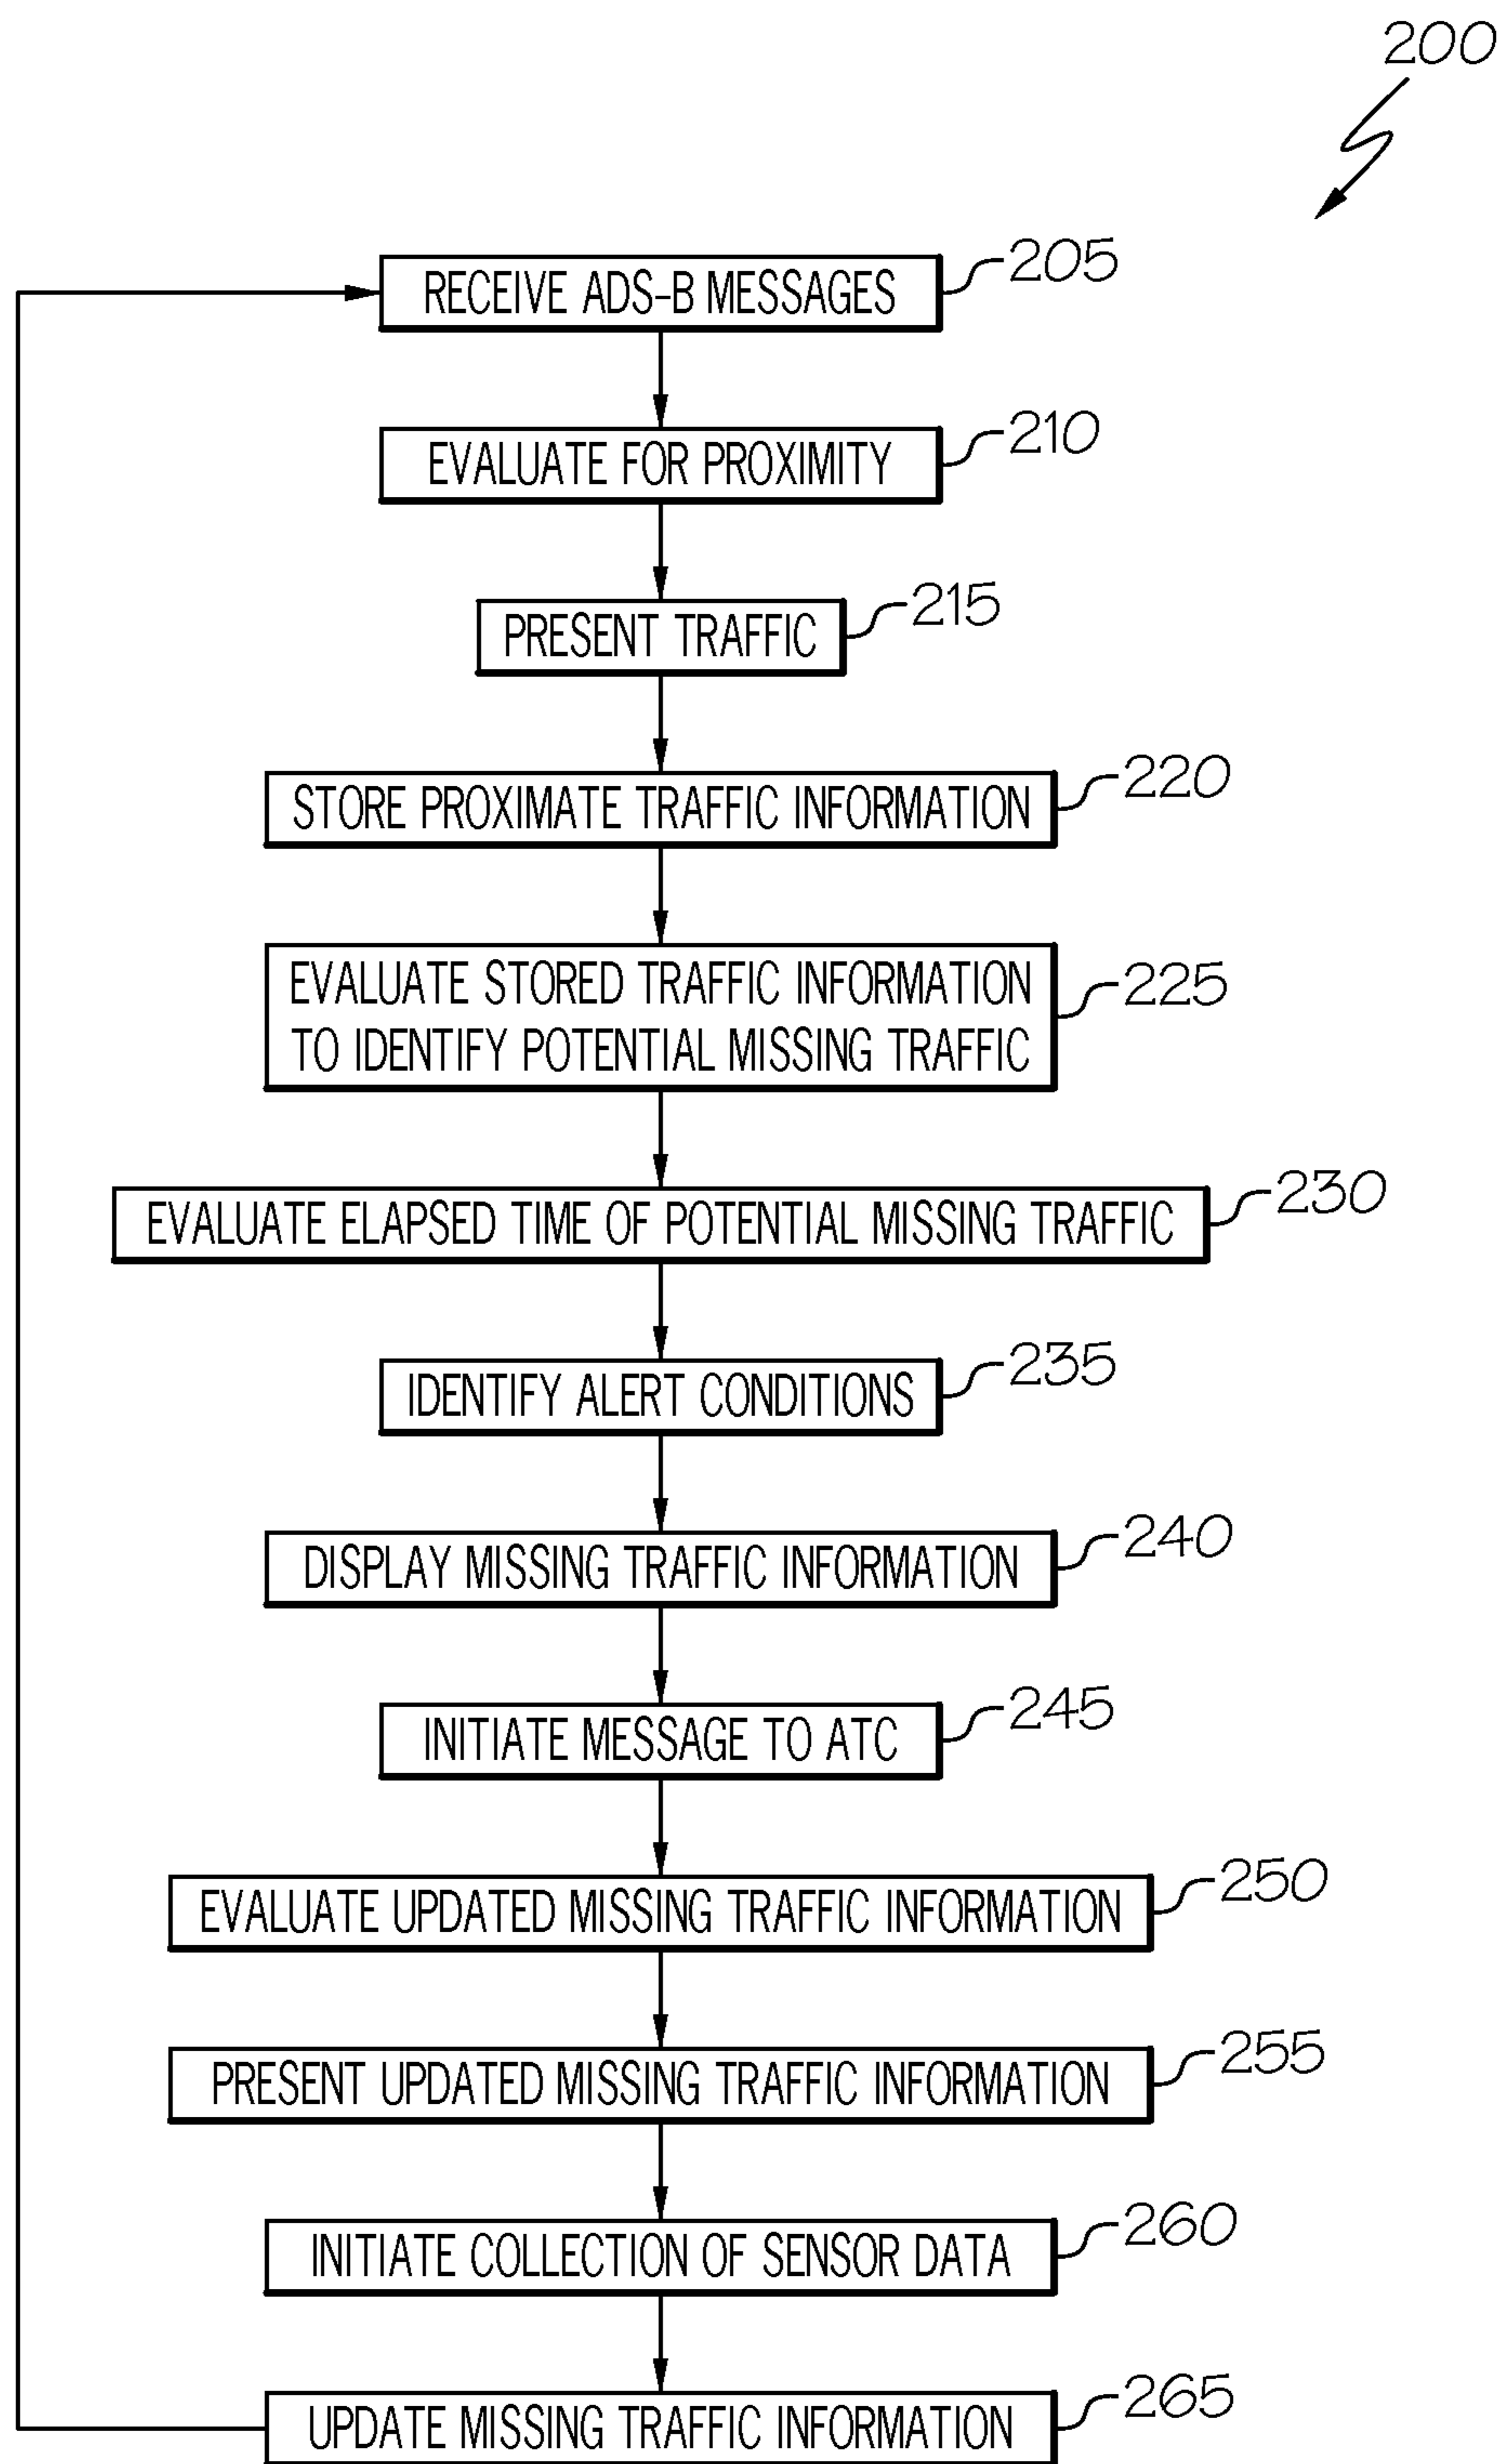 200
RECEIVE ADS-B MESSAGES
205
EVALUATE FOR PROXIMITY
210
PRESENT TRAFFIC
215
STORE PROXIMATE TRAFFIC INFORMATION
220
EVALUATE STORED TRAFFIC INFORMATION
TO IDENTIFY POTENTIAL MISSING TRAFFIC
225
EVALUATE ELAPSED TIME OF POTENTIAL MISSING TRAFFIC
230
IDENTIFY ALERT CONDITIONS
235
DISPLAY MISSING TRAFFIC INFORMATION
240
INITIATE MESSAGE TO ATC
245
EVALUATE UPDATED MISSING TRAFFIC INFORMATION
250
PRESENT UPDATED MISSING TRAFFIC INFORMATION
255
INITIATE COLLECTION OF SENSOR DATA
260
UPDATE MISSING TRAFFIC INFORMATION
265